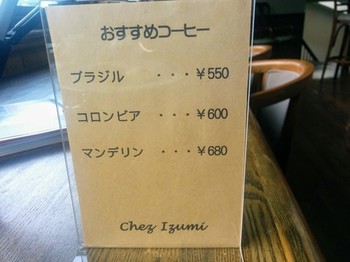 おすすめコーヒー
ブラジル ・・・￥550
コロンビア ・・・￥600
マンデリン ・・・￥680
Chez Izumi